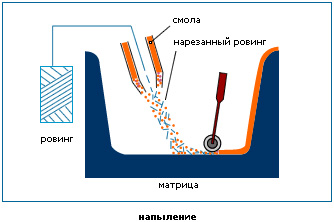 смола
нарезанный ровинг
ровинг
матрица
напыление